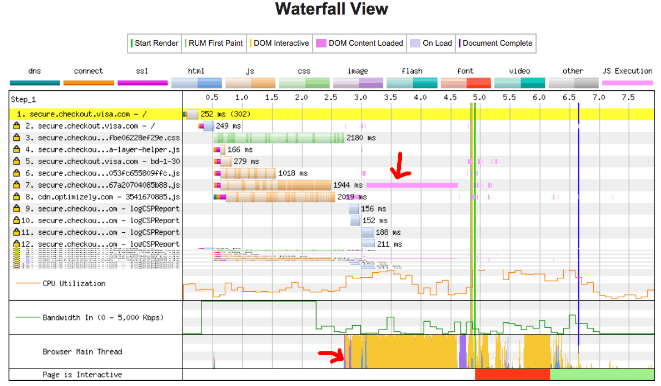 Waterfall View
Start Render RUM First Paint DOM Interactive DOM Content Loaded On Load Document Complete
dns connect ssl html js css image flash font video other JS Execution
Step_1 0.5 1.0 1.5 2.0 2.5 3.0 3.5 4.0 4.5 5.0 5.5 6.0 6.5 7.0 7.5
1. secure.checkout.visa.com - / 252 ms (302)
2. secure.checkout.visa.com - / 249 ms
3. secure.checkou...fbe06228ef29e.css 2180 ms
4. secure.checkou...a-layer-helper.js 166 ms
5. secure.checkout.visa.com - bd-1-30 279 ms
6. secure.checkou...053fc655809ffc.js 1018 ms
7. secure.checkou...67a20704085b88.js 1944 ms
8. cdn.optimizely.com - 3541670885.js 2019 ms
9. secure.checkou...om - logCSPReport 156 ms
10. secure.checkou...om - logCSPReport 152 ms
11. secure.checkou...om - logCSPReport 188 ms
12. secure.checkou...om - logCSPReport 211 ms
CPU Utilization
Bandwidth In (0 - 5,000 Kbps)
Browser Main Thread
Page is Interactive